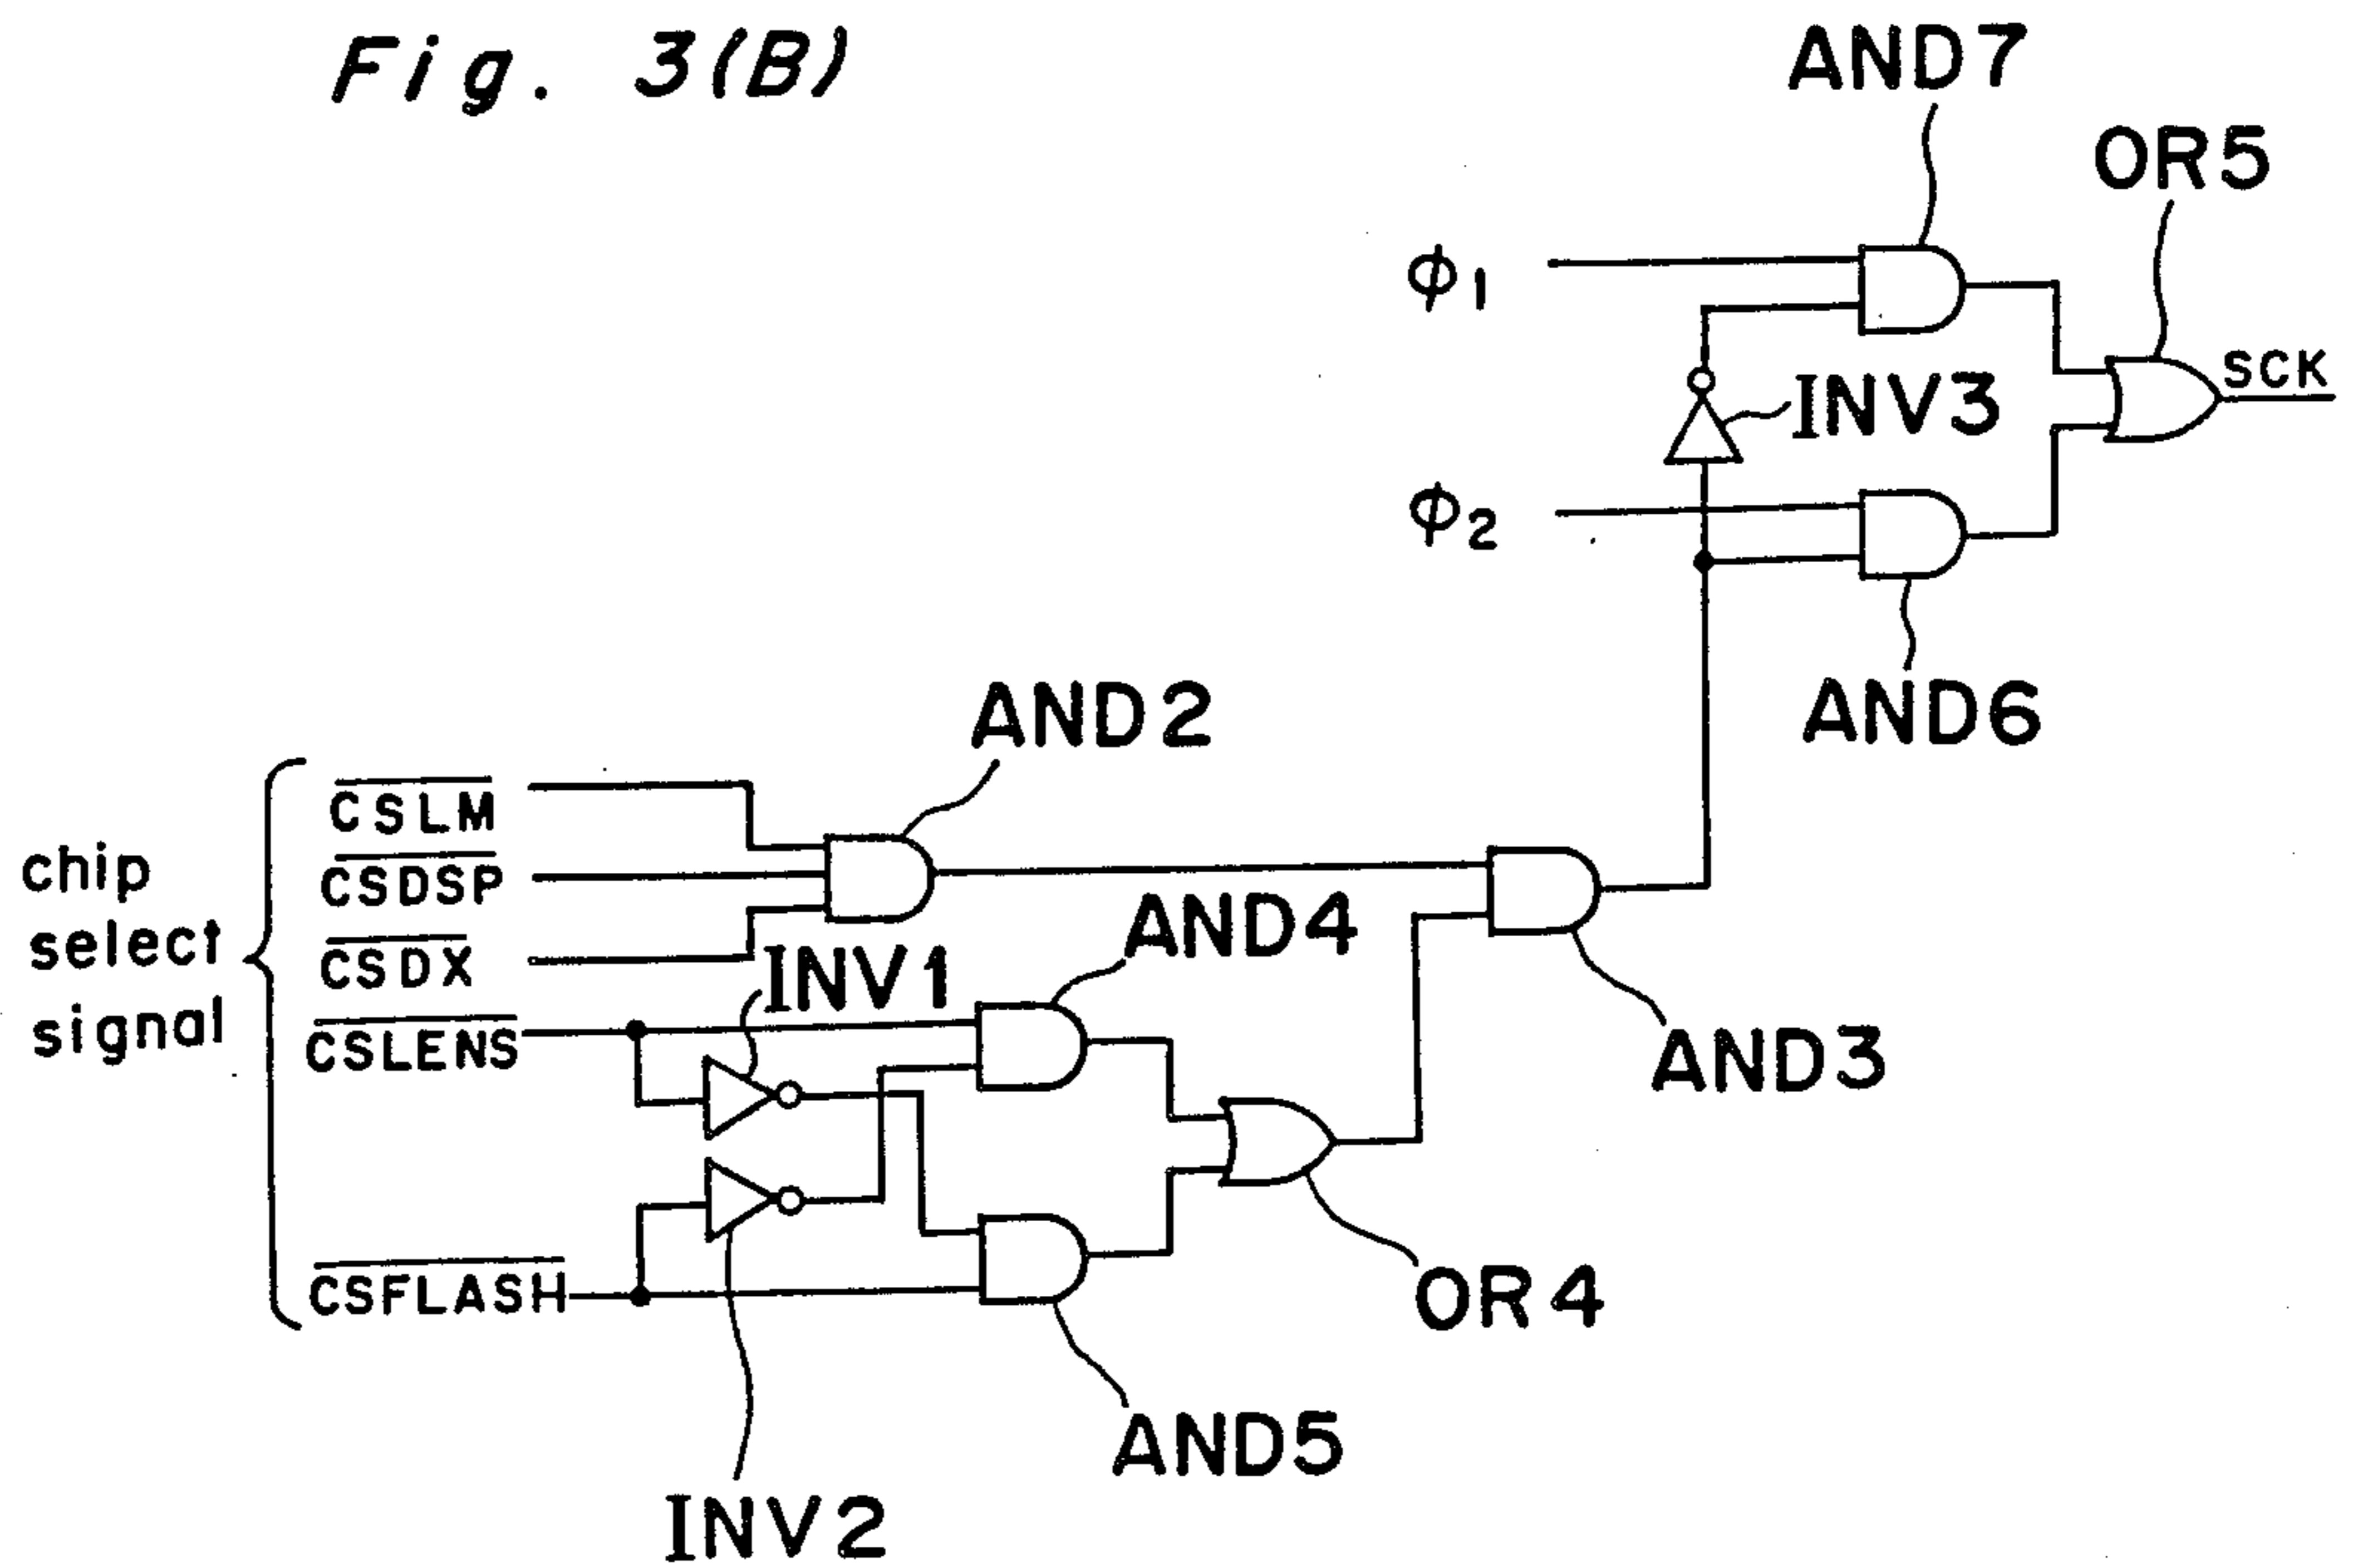 Fig. 3(B)
AND7
OR5
φ1
SCK
INV3
φ2
AND6
AND2
chip
select
signal
CSLM
CSDSP
CSDX
CSLENS
CSFLASH
INV1
AND4
AND3
OR4
AND5
INV2